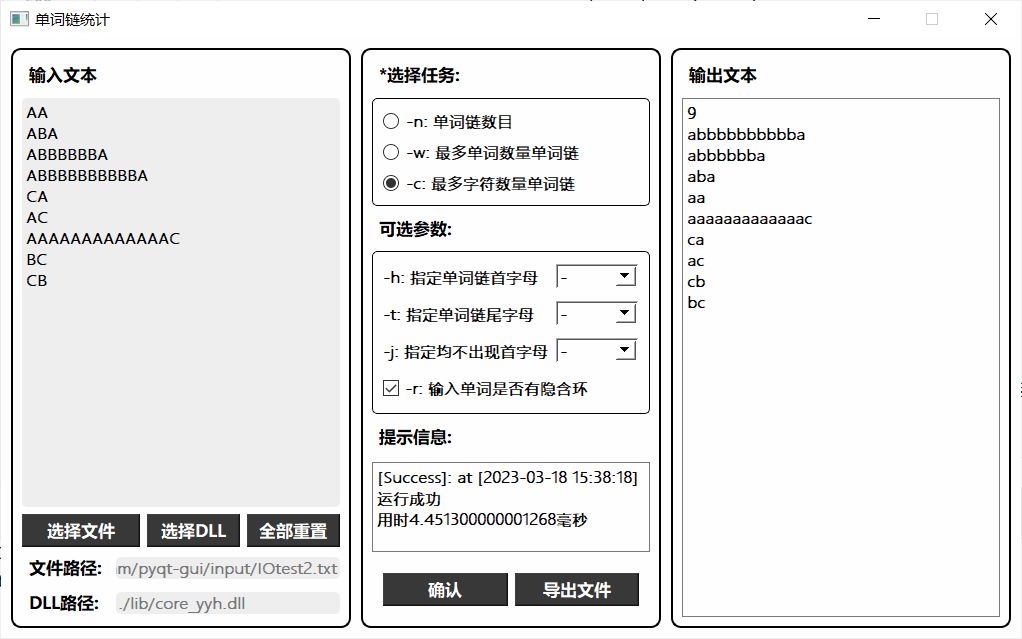 单词链统计
输入文本
AA
ABA
ABBBBBBA
ABBBBBBBBBBBA
CA
AC
AAAAAAAAAAAAAC
BC
CB
选择文件
选择DLL
全部重置
文件路径:
m/pyqt-gui/input/IOtest2.txt
DLL路径:
./lib/core_yyh.dll
*选择任务:
-n: 单词链数目
-w: 最多单词数量单词链
-c: 最多字符数量单词链
可选参数:
-h: 指定单词链首字母
-
-t: 指定单词链尾字母
-
-j: 指定均不出现首字母
-
-r: 输入单词是否有隐含环
提示信息:
[Success]: at [2023-03-18 15:38:18]
运行成功
用时4.451300000001268毫秒
确认
导出文件
输出文本
9
abbbbbbbbbbba
abbbbbba
aba
aa
aaaaaaaaaaaaac
ca
ac
cb
bc